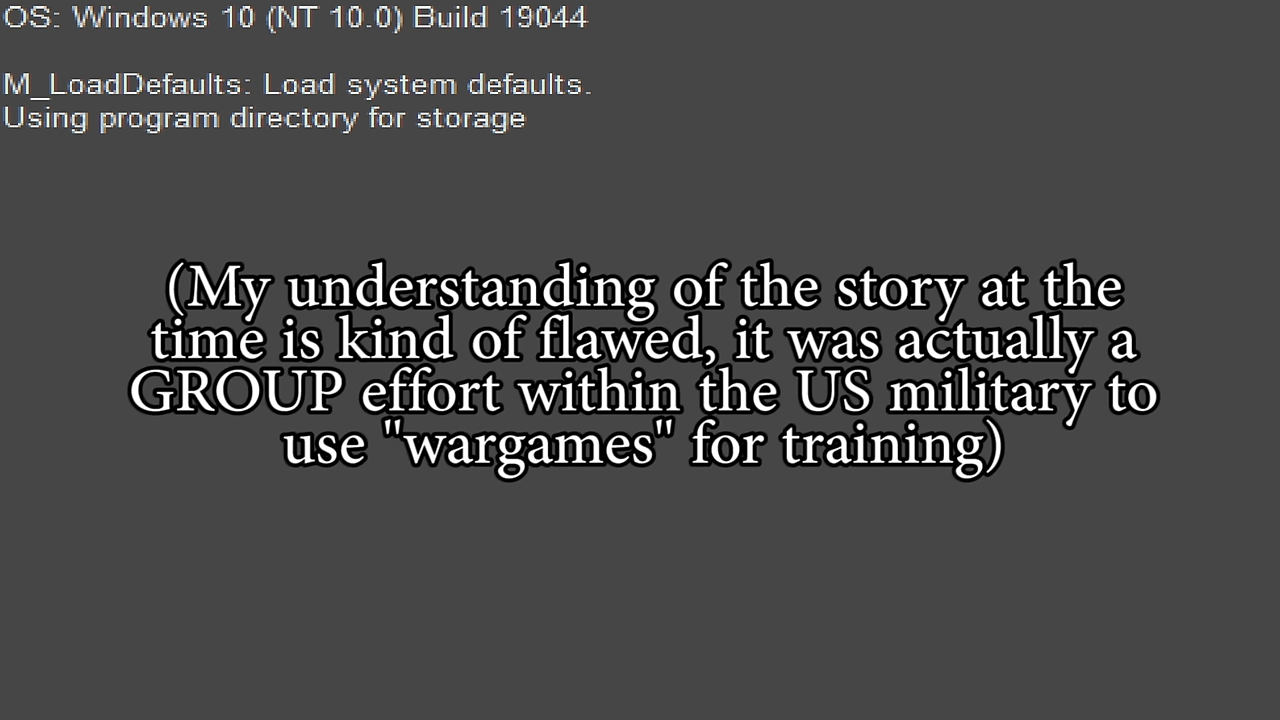 OS: Windows 10 (NT 10.0) Build 19044
M_LoadDefaults: Load system defaults.
Using program directory for storage
(My understanding of the story at the
time is kind of flawed, it was actually a
GROUP effort within the US military to
use "wargames" for training)